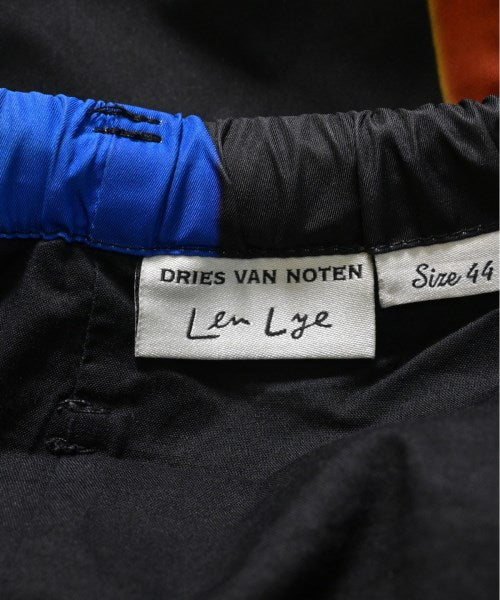 DRIES VAN NOTEN
Len Lye
Size 44